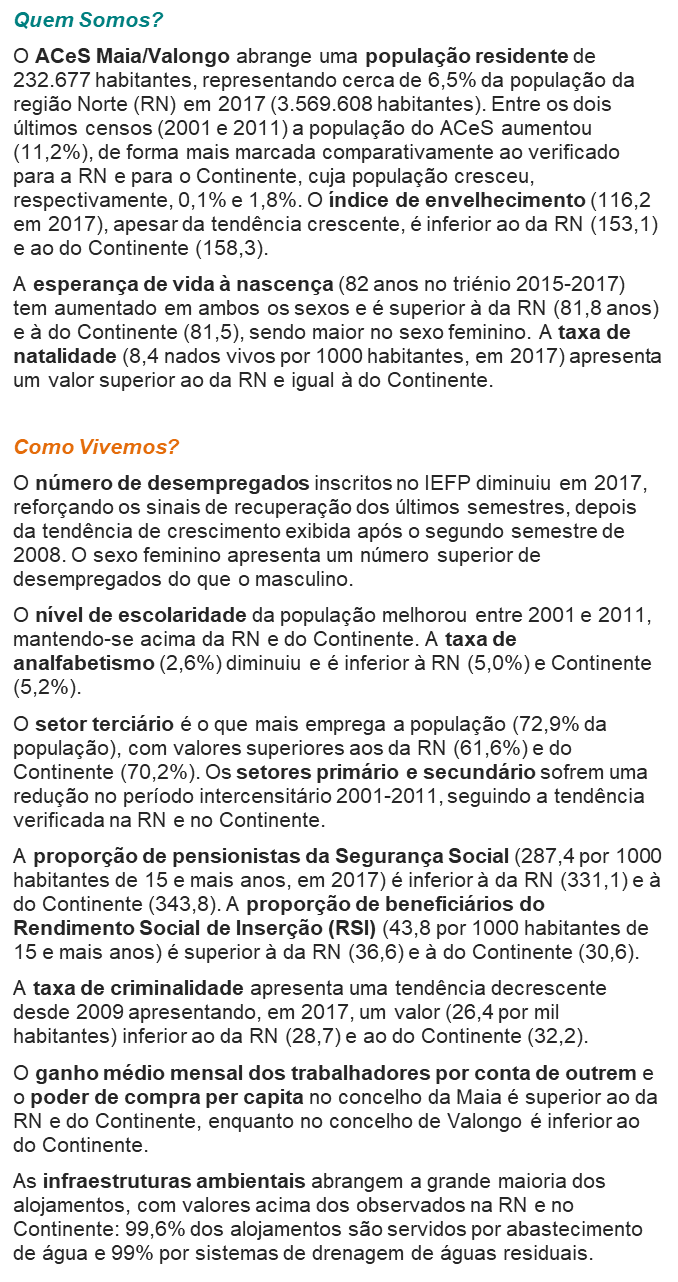 Quem Somos?
O ACeS Maia/Valongo abrange uma população residente de
232.677 habitantes, representando cerca de 6,5% da população da
região Norte (RN) em 2017 (3.569.608 habitantes). Entre os dois
últimos censos (2001 e 2011) a população do ACeS aumentou
(11,2%), de forma mais marcada comparativamente ao verificado
para a RN e para o Continente, cuja população cresceu,
respectivamente, 0,1% e 1,8%. O índice de envelhecimento (116,2
em 2017), apesar da tendência crescente, é inferior ao da RN (153,1)
e ao do Continente (158,3).
A esperança de vida à nascença (82 anos no triénio 2015-2017)
tem aumentado em ambos os sexos e é superior à da RN (81,8 anos)
e à do Continente (81,5), sendo maior no sexo feminino. A taxa de
natalidade (8,4 nados vivos por 1000 habitantes, em 2017) apresenta
um valor superior ao da RN e igual à do Continente.
Como Vivemos?
O número de desempregados inscritos no IEFP diminuiu em 2017,
reforçando os sinais de recuperação dos últimos semestres, depois
da tendência de crescimento exibida após o segundo semestre de
2008. O sexo feminino apresenta um número superior de
desempregados do que o masculino.
O nível de escolaridade da população melhorou entre 2001 e 2011,
mantendo-se acima da RN e do Continente. A taxa de
analfabetismo (2,6%) diminuiu e é inferior à RN (5,0%) e Continente
(5,2%).
O setor terciário é o que mais emprega a população (72,9% da
população), com valores superiores aos da RN (61,6%) e do
Continente (70,2%). Os setores primário e secundário sofrem uma
redução no período intercensitário 2001-2011, seguindo a tendência
verificada na RN e no Continente.
A proporção de pensionistas da Segurança Social (287,4 por 1000
habitantes de 15 e mais anos, em 2017) é inferior à da RN (331,1) e à
do Continente (343,8). A proporção de beneficiários do
Rendimento Social de Inserção (RSI) (43,8 por 1000 habitantes de
15 e mais anos) é superior à da RN (36,6) e à do Continente (30,6).
A taxa de criminalidade apresenta uma tendência decrescente
desde 2009 apresentando, em 2017, um valor (26,4 por mil
habitantes) inferior ao da RN (28,7) e ao do Continente (32,2).
O ganho médio mensal dos trabalhadores por conta de outrem e
o poder de compra per capita no concelho da Maia é superior ao da
RN e do Continente, enquanto no concelho de Valongo é inferior ao
do Continente.
As infraestruturas ambientais abrangem a grande maioria dos
alojamentos, com valores acima dos observados na RN e no
Continente: 99,6% dos alojamentos são servidos por abastecimento
de água e 99% por sistemas de drenagem de águas residuais.